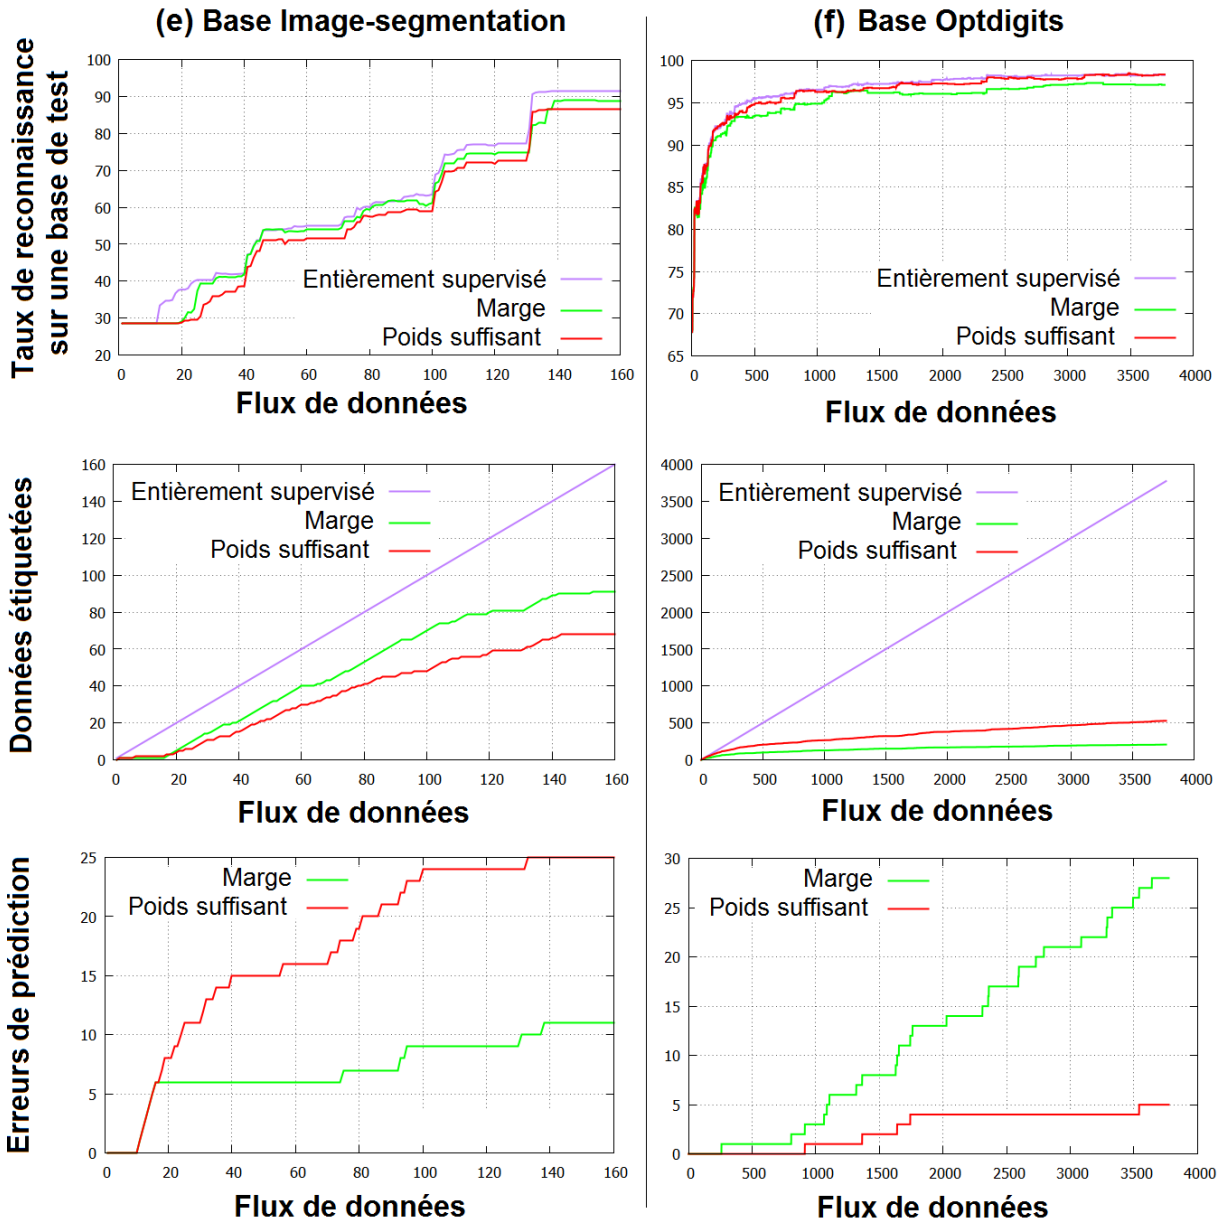 (e) Base Image-segmentation
(f) Base Optdigits
Taux de reconnaissance
sur une base de test
100
90
80
70
60
50
40
30
20
Entièrement supervisé
Marge
Poids suffisant
0 20 40 60 80 100 120 140 160
Flux de données
100
95
90
85
80
75
70
65
Entièrement supervisé
Marge
Poids suffisant
0 500 1000 1500 2000 2500 3000 3500 4000
Flux de données
Données étiquetées
160
140
120
100
80
60
40
20
0
Entièrement supervisé
Marge
Poids suffisant
0 20 40 60 80 100 120 140 160
Flux de données
4000
3500
3000
2500
2000
1500
1000
500
0
Entièrement supervisé
Marge
Poids suffisant
0 500 1000 1500 2000 2500 3000 3500 4000
Flux de données
Erreurs de prédiction
25
20
15
10
5
0
Marge
Poids suffisant
0 20 40 60 80 100 120 140 160
Flux de données
30
25
20
15
10
5
0
Marge
Poids suffisant
0 500 1000 1500 2000 2500 3000 3500 4000
Flux de données